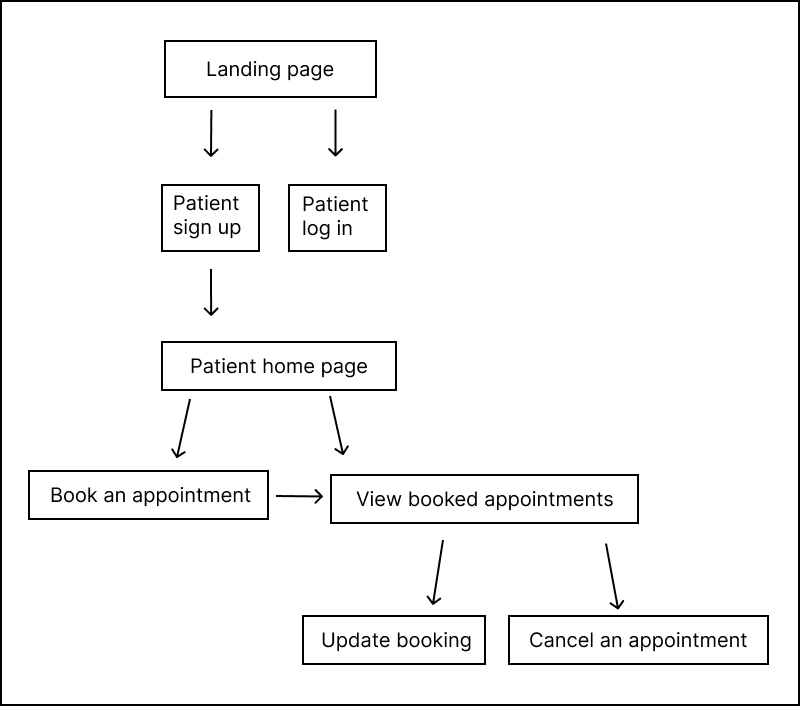 Landing page
Patient
sign up
Patient
log in
Patient home page
Book an appointment
View booked appointments
Update booking
Cancel an appointment